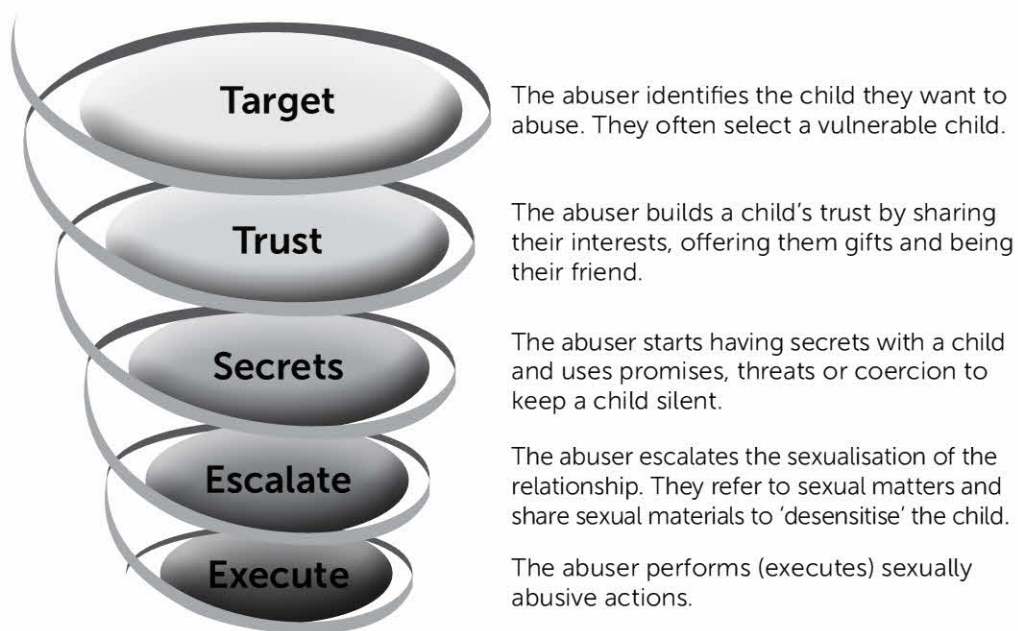 Target
The abuser identifies the child they want to
abuse. They often select a vulnerable child.
Trust
The abuser builds a child’s trust by sharing
their interests, offering them gifts and being
their friend.
Secrets
The abuser starts having secrets with a child
and uses promises, threats or coercion to
keep a child silent.
Escalate
The abuser escalates the sexualisation of the
relationship. They refer to sexual matters and
share sexual materials to ‘desensitise’ the child.
Execute
The abuser performs (executes) sexually
abusive actions.